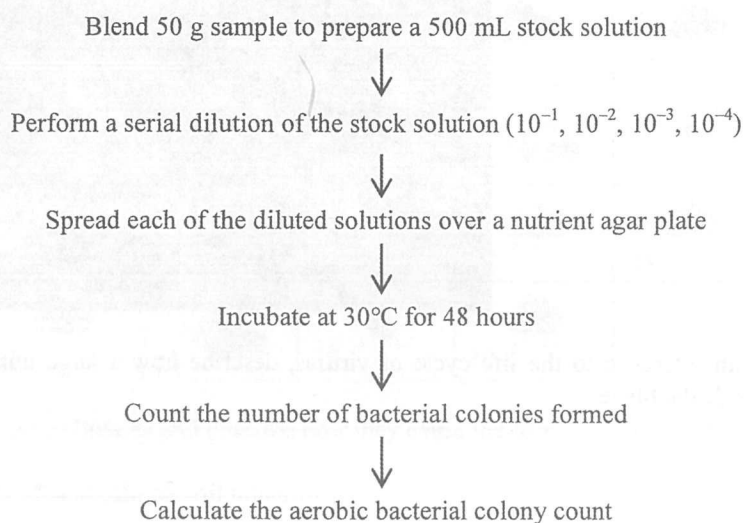 Blend 50 g sample to prepare a 500 mL stock solution
Perform a serial dilution of the stock solution (10⁻¹, 10⁻², 10⁻³, 10⁻⁴)
Spread each of the diluted solutions over a nutrient agar plate
Incubate at 30°C for 48 hours
Count the number of bacterial colonies formed
Calculate the aerobic bacterial colony count